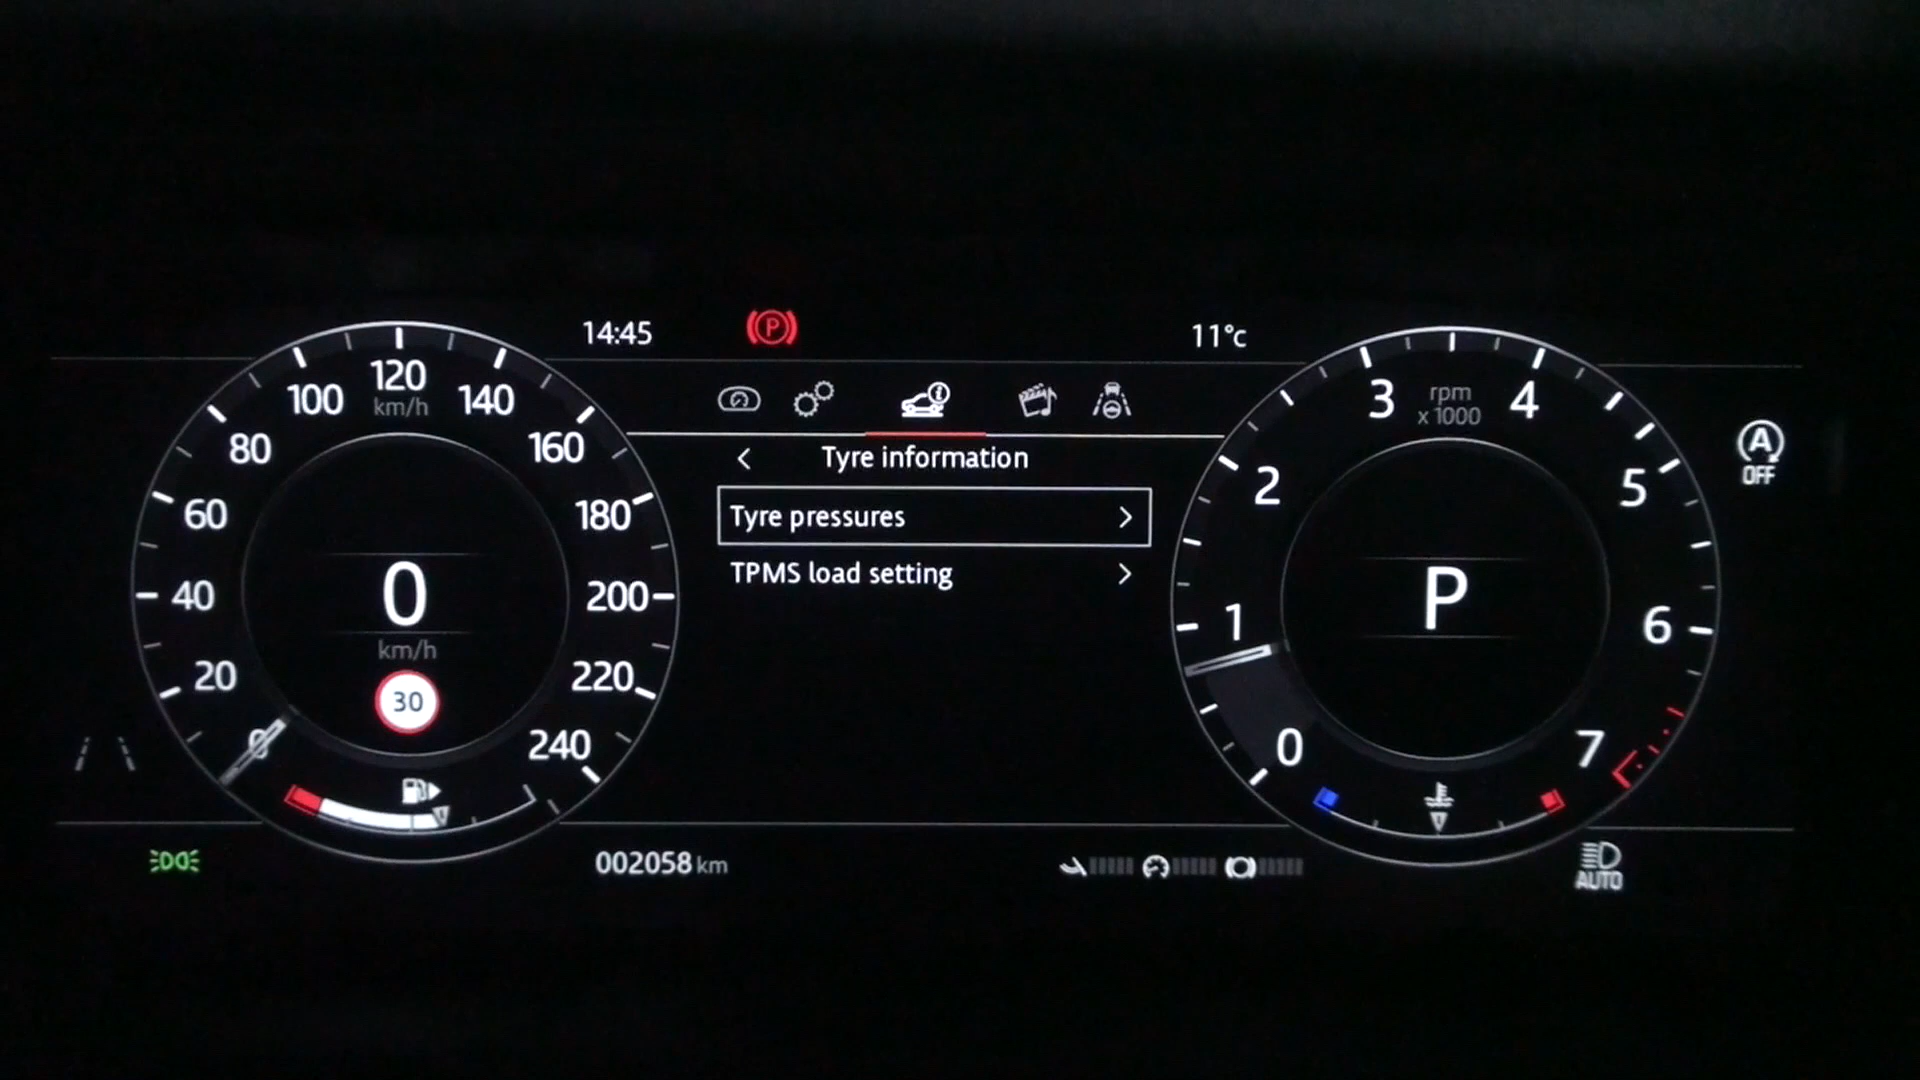 14:45
P
11°c
120
km/h
100
140
80
160
60
180
40
200
20
220
0
240
0
km/h
30
Tyre information
Tyre pressures
TPMS load setting
3
rpm
x 1000
4
2
5
1
6
0
7
P
A
OFF
002058 km
AUTO